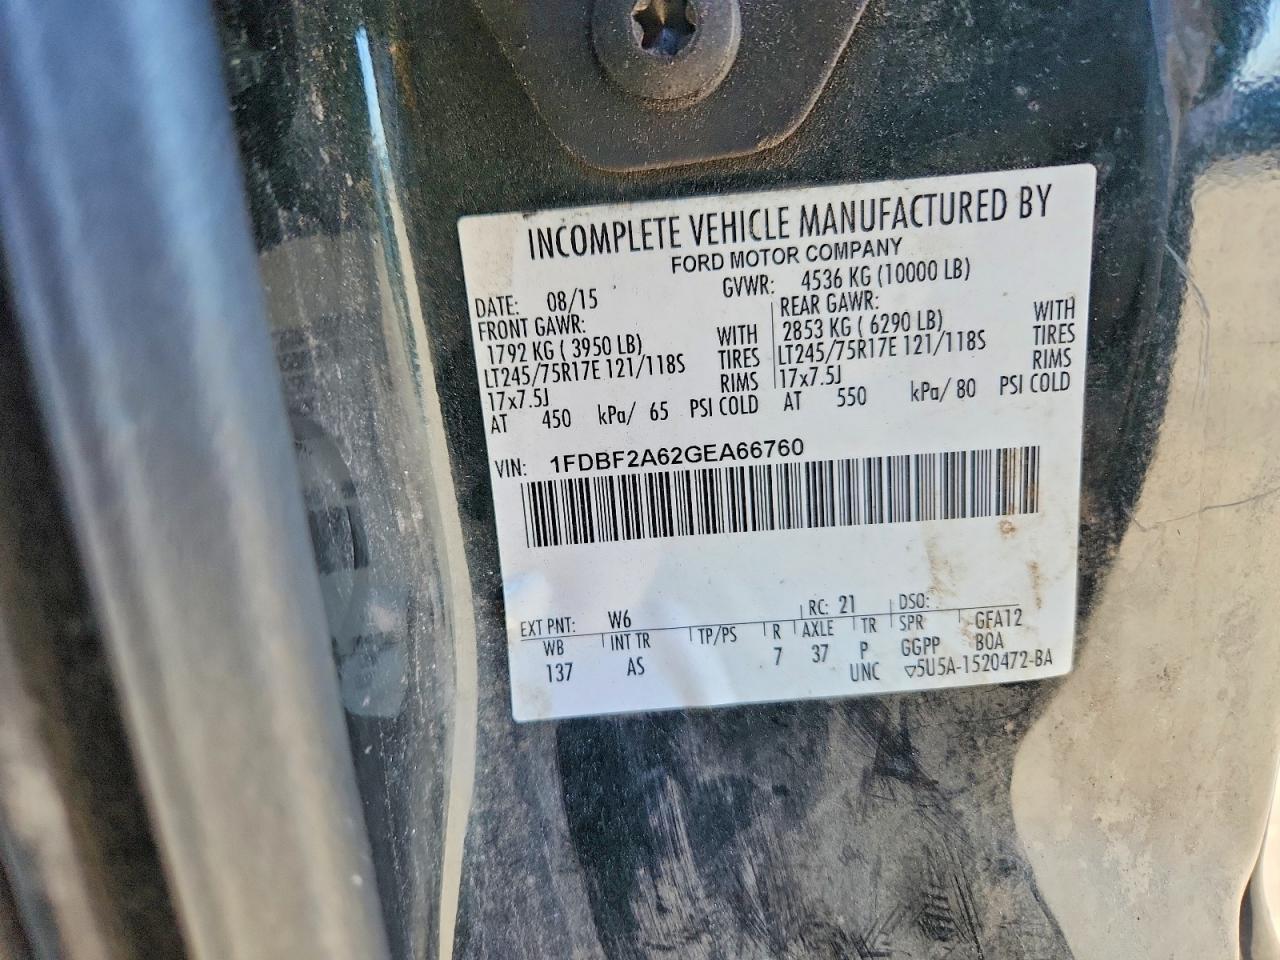 INCOMPLETE VEHICLE MANUFACTURED BY
FORD MOTOR COMPANY
DATE: 08/15 GVWR: 4536 KG (10000 LB)
FRONT GAWR: REAR GAWR:
1792 KG ( 3950 LB) WITH 2853 KG ( 6290 LB) WITH
LT245/75R17E 121/118S TIRES LT245/75R17E 121/118S TIRES
17x7.5J RIMS 17x7.5J RIMS
AT 450 kPa/ 65 PSI COLD AT 550 kPa/ 80 PSI COLD
VIN: 1FDBF2A62GEA66760
EXT PNT: W6 RC: 21 DSO:
WB INT TR TP/PS R AXLE TR SPR GFA12
137 AS 7 37 P GGPP B0A
UNC ▽5U5A-1520472-BA